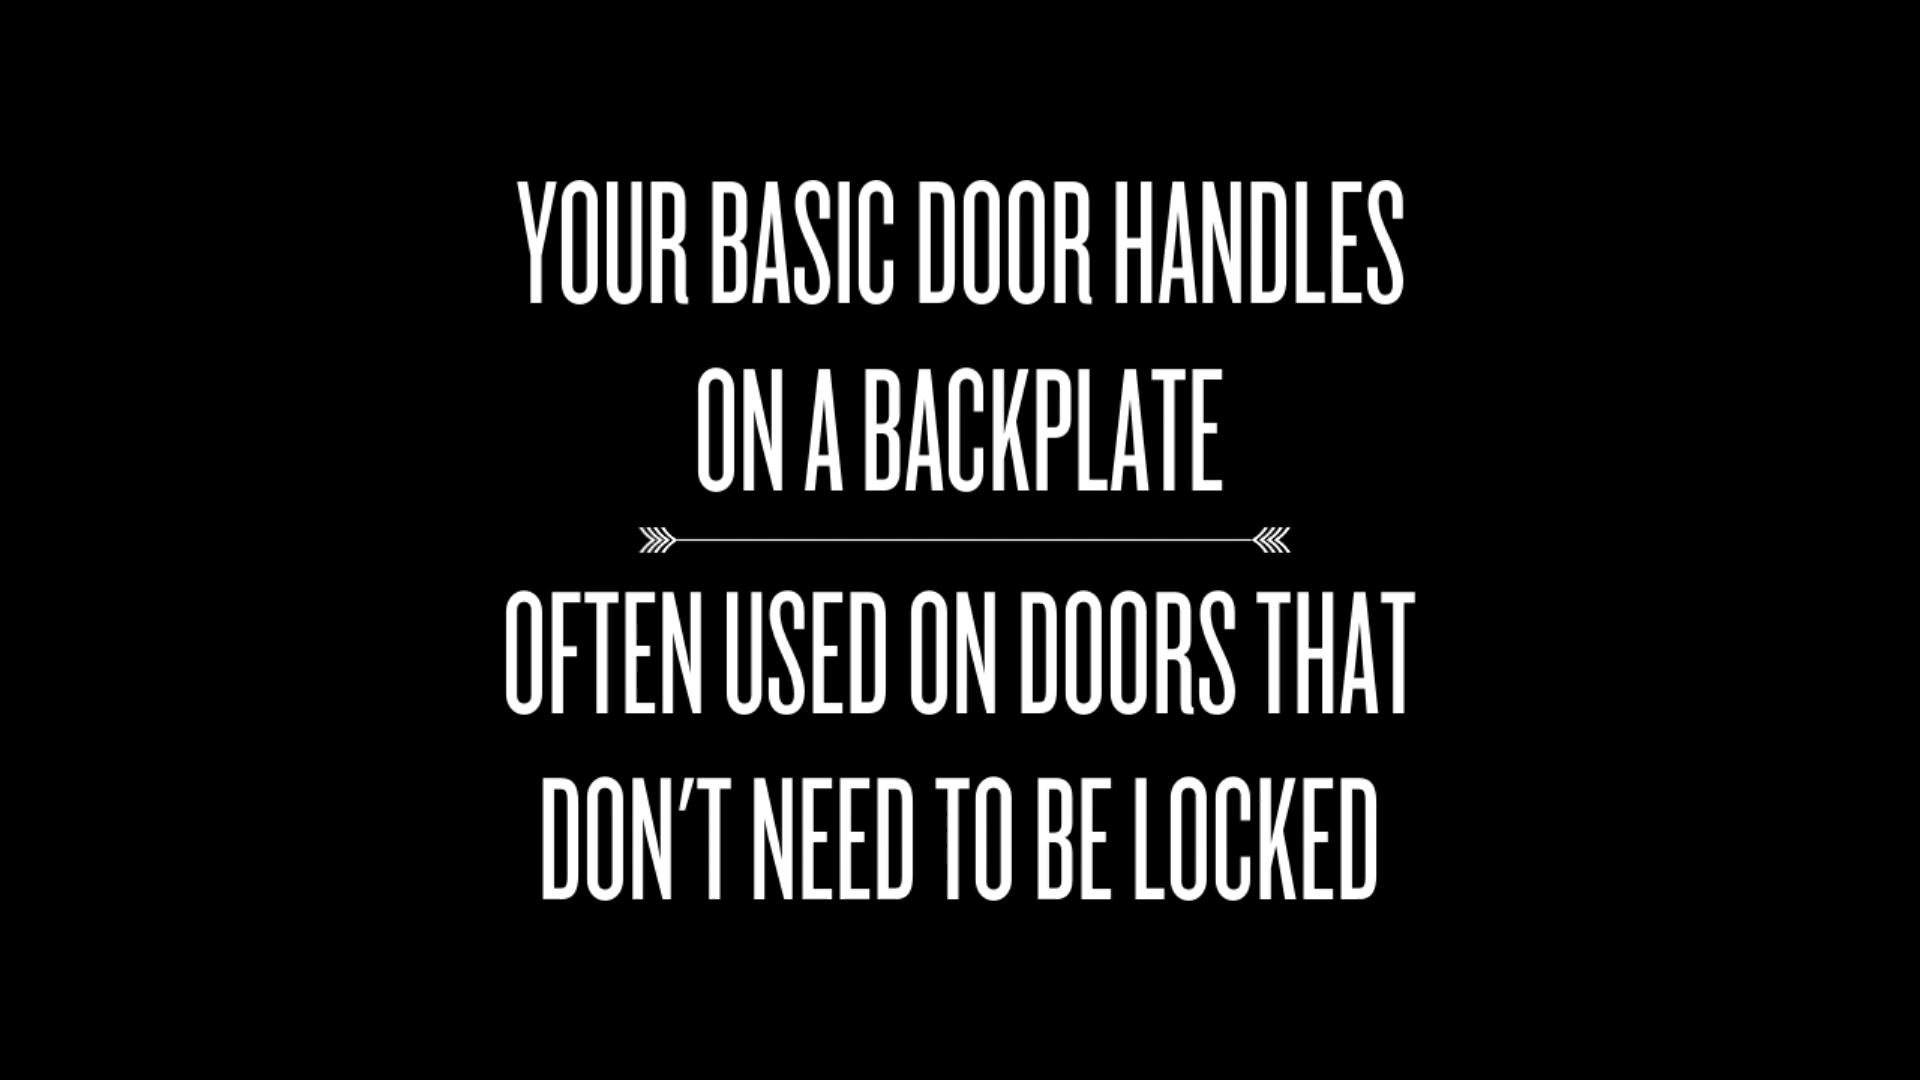 YOUR BASIC DOOR HANDLES
ON A BACKPLATE
OFTEN USED ON DOORS THAT
DON'T NEED TO BE LOCKED